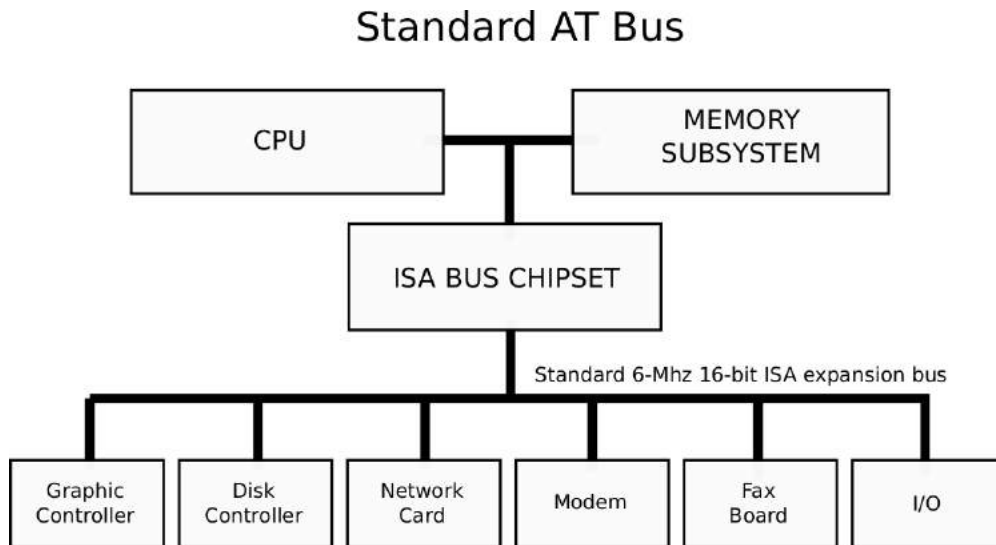 Standard AT Bus
CPU
MEMORY
SUBSYSTEM
ISA BUS CHIPSET
Standard 6-Mhz 16-bit ISA expansion bus
Graphic
Controller
Disk
Controller
Network
Card
Modem
Fax
Board
I/O